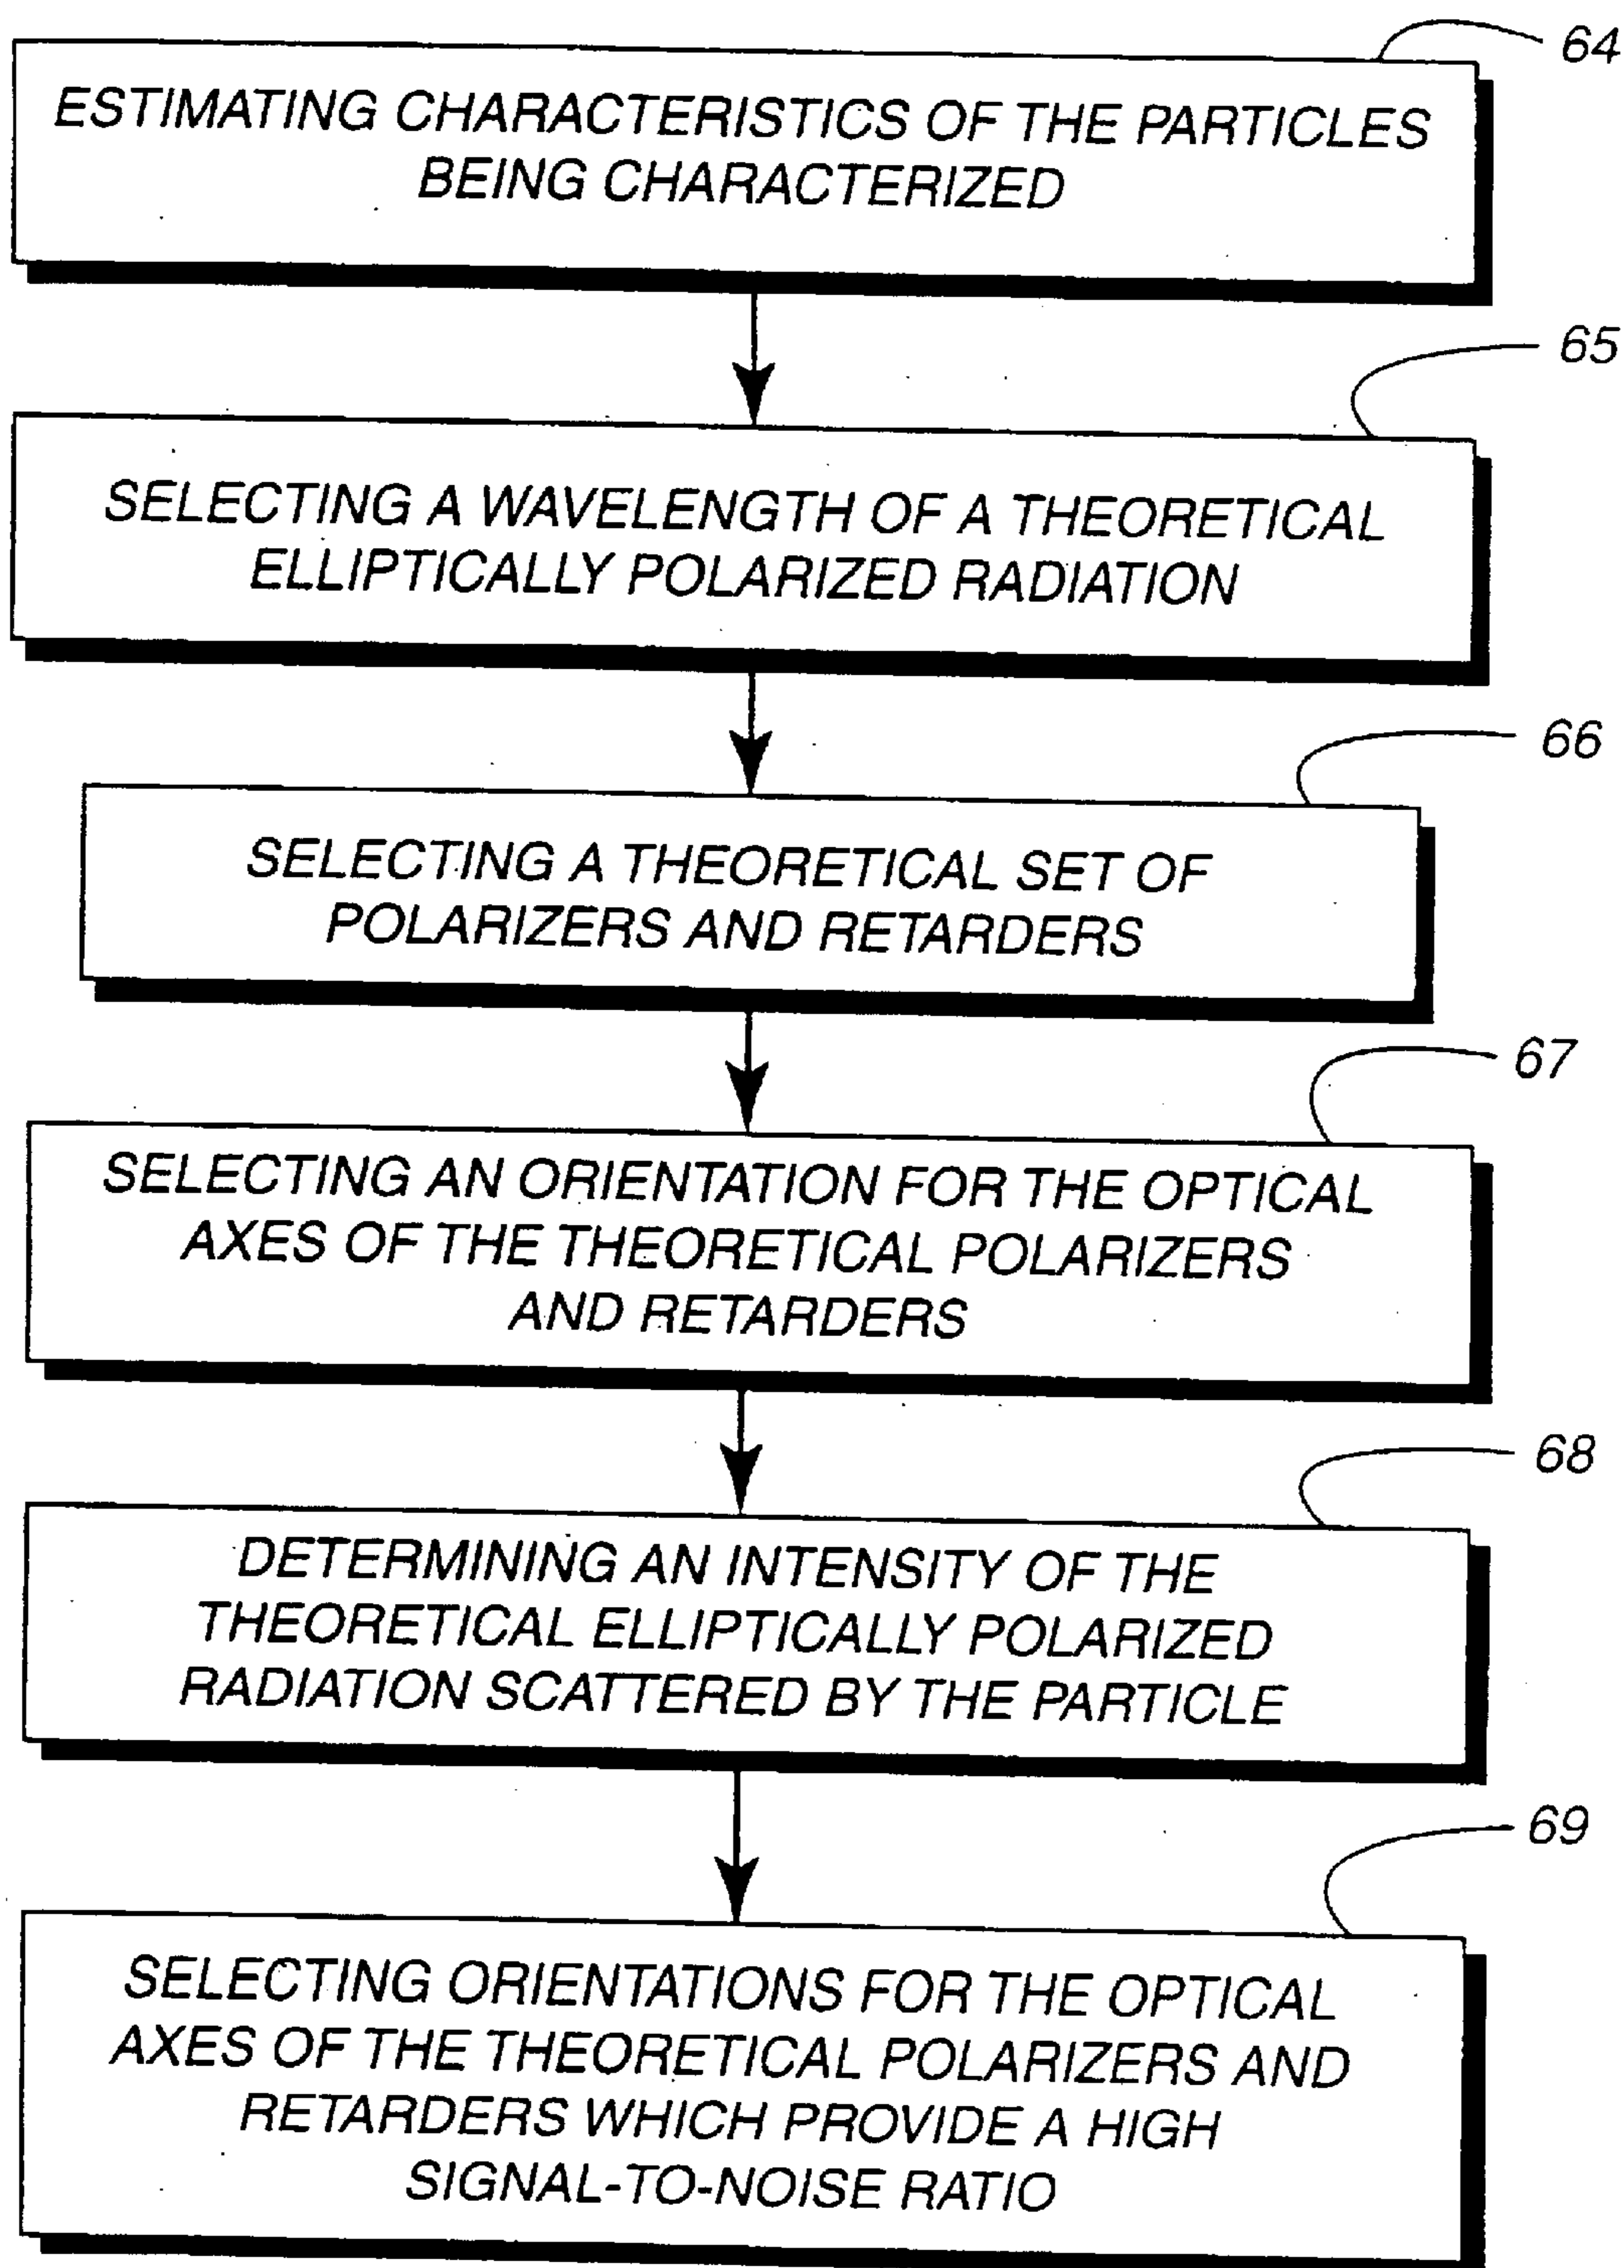 64
ESTIMATING CHARACTERISTICS OF THE PARTICLES
BEING CHARACTERIZED
65
SELECTING A WAVELENGTH OF A THEORETICAL
ELLIPTICALLY POLARIZED RADIATION
66
SELECTING A THEORETICAL SET OF
POLARIZERS AND RETARDERS
67
SELECTING AN ORIENTATION FOR THE OPTICAL
AXES OF THE THEORETICAL POLARIZERS
AND RETARDERS
68
DETERMINING AN INTENSITY OF THE
THEORETICAL ELLIPTICALLY POLARIZED
RADIATION SCATTERED BY THE PARTICLE
69
SELECTING ORIENTATIONS FOR THE OPTICAL
AXES OF THE THEORETICAL POLARIZERS AND
RETARDERS WHICH PROVIDE A HIGH
SIGNAL-TO-NOISE RATIO